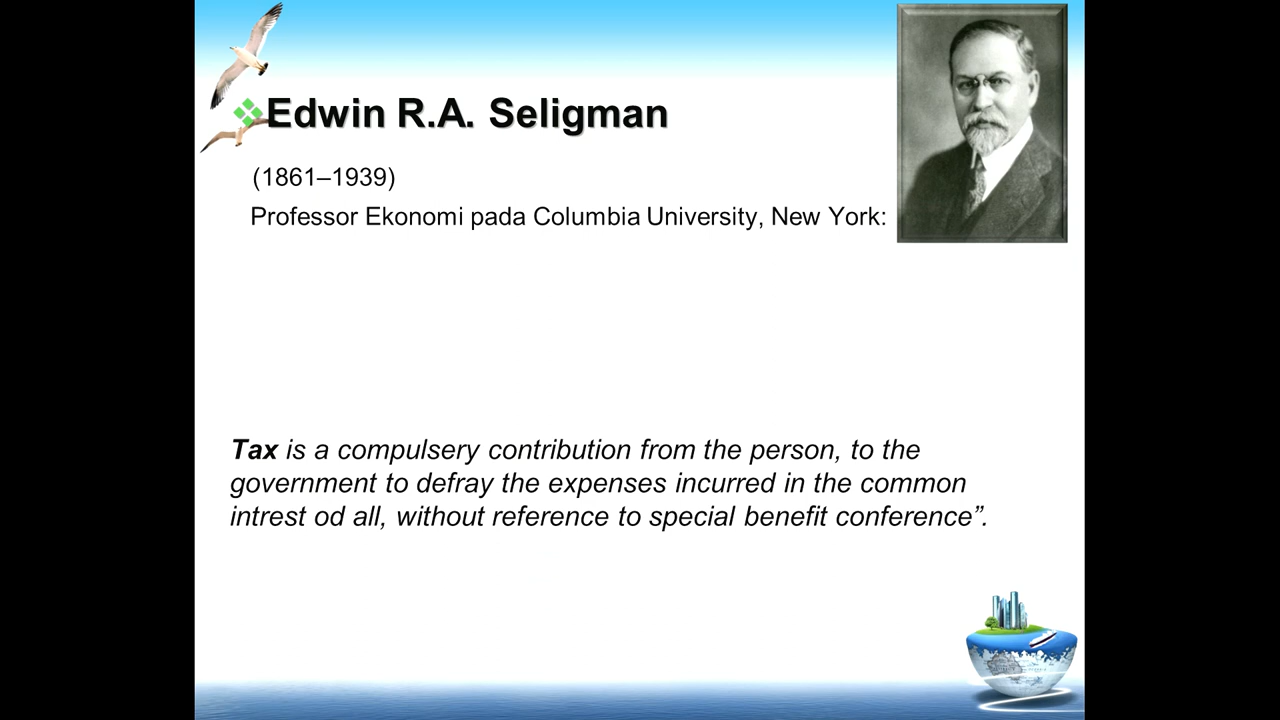 Edwin R.A. Seligman
(1861–1939)
Professor Ekonomi pada Columbia University, New York:
Tax is a compulsery contribution from the person, to the
government to defray the expenses incurred in the common
intrest od all, without reference to special benefit conference”.